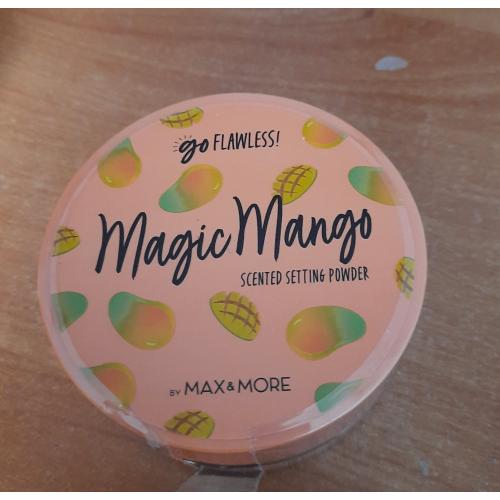 go FLAWLESS!
Magic Mango
SCENTED SETTING POWDER
BY MAX & MORE